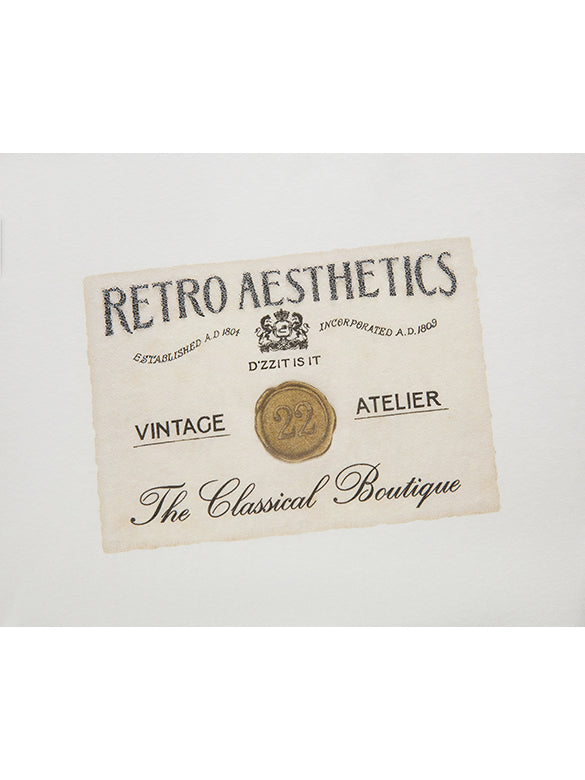 RETRO AESTHETICS
ESTABLISHED A.D 1804 INCORPORATED A.D. 1809
D'ZZIT IS IT
VINTAGE 22 ATELIER
The Classical Boutique